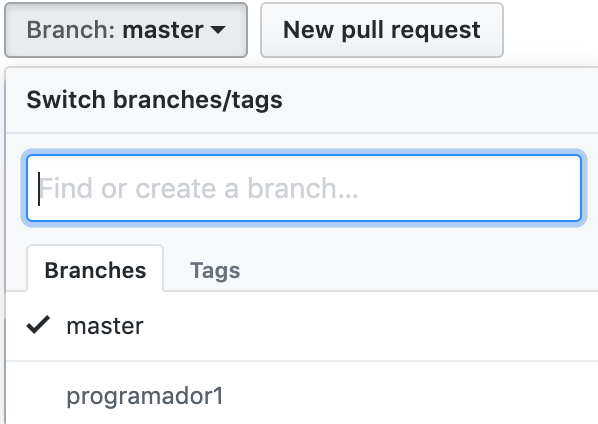 Branch: master
New pull request
Switch branches/tags
Find or create a branch...
Branches
Tags
master
programador1